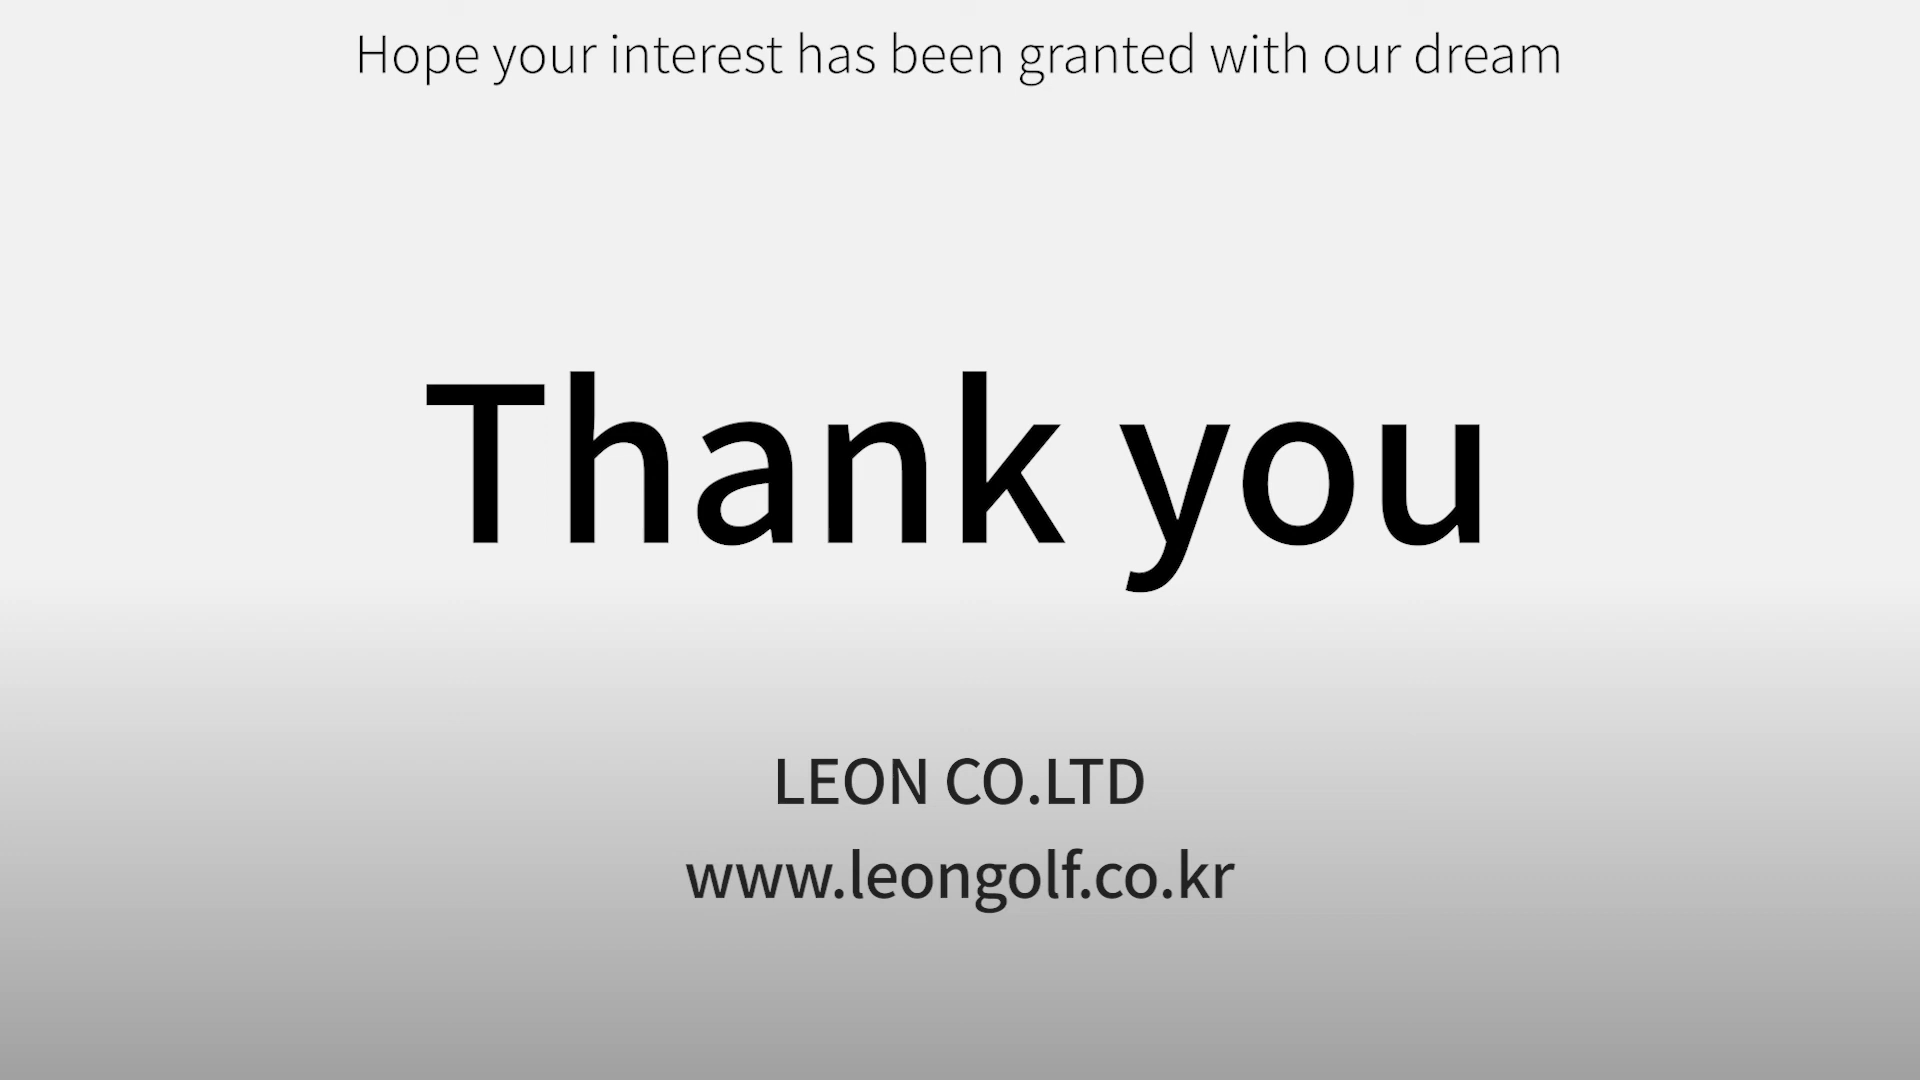 Hope your interest has been granted with our dream
Thank you
LEON CO.LTD
www.leongolf.co.kr